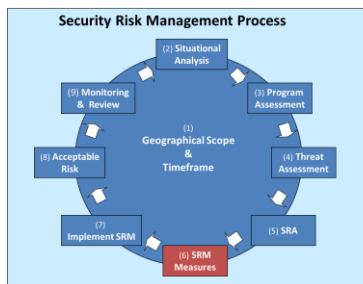 Security Risk Management Process
(2) Situational
Analysis
(9) Monitoring
& Review
(3) Program
Assessment
(1)
Geographical Scope
&
Timeframe
(8) Acceptable
Risk
(4) Threat
Assessment
(7)
Implement SRM
(5) SRA
(6) SRM
Measures